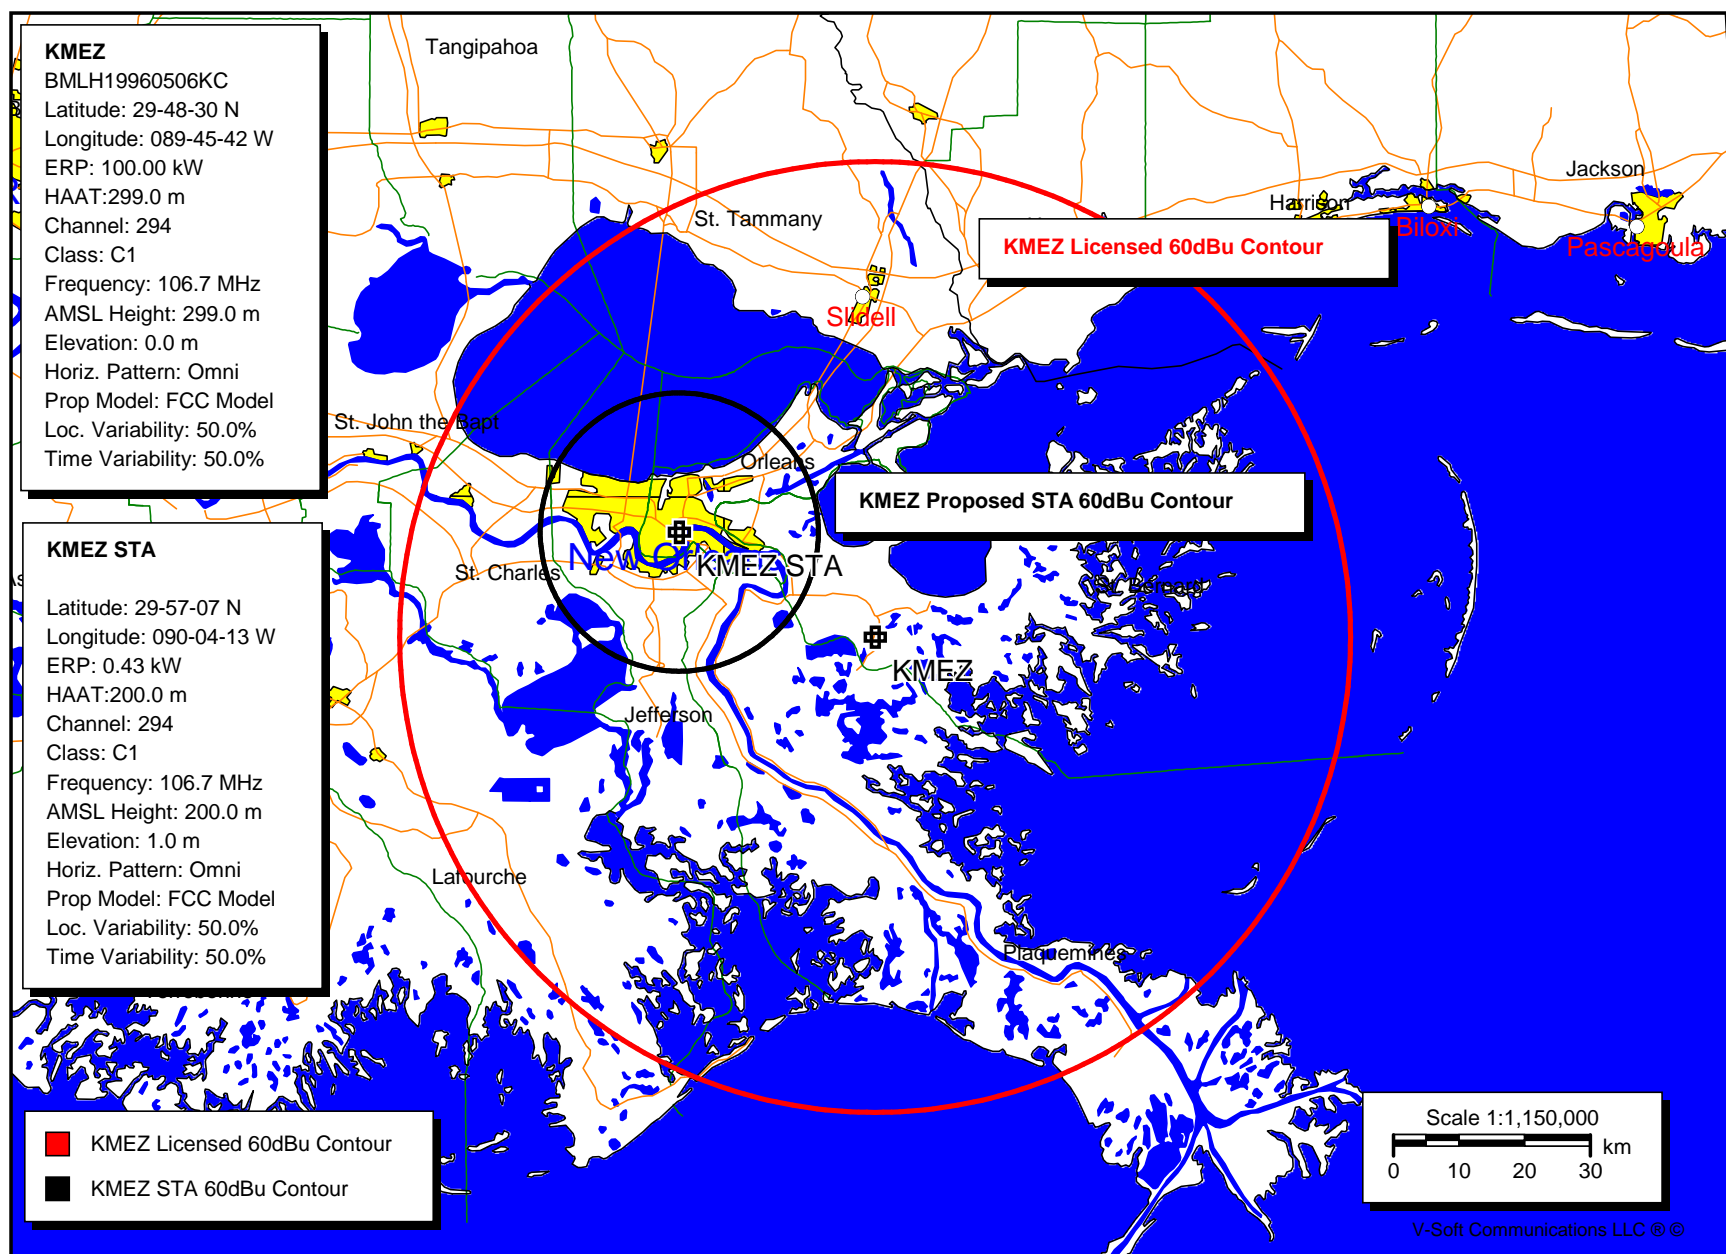 KMEZ
BMLH19960506KC
Latitude: 29-48-30 N
Longitude: 089-45-42 W
ERP: 100.00 kW
HAAT:299.0 m
Channel: 294
Class: C1
Frequency: 106.7 MHz
AMSL Height: 299.0 m
Elevation: 0.0 m
Horiz. Pattern: Omni
Prop Model: FCC Model
Loc. Variability: 50.0%
Time Variability: 50.0%
KMEZ STA
Latitude: 29-57-07 N
Longitude: 090-04-13 W
ERP: 0.43 kW
HAAT:200.0 m
Channel: 294
Class: C1
Frequency: 106.7 MHz
AMSL Height: 200.0 m
Elevation: 1.0 m
Horiz. Pattern: Omni
Prop Model: FCC Model
Loc. Variability: 50.0%
Time Variability: 50.0%
Tangipahoa
St. Tammany
Harrison
Jackson
Biloxi
Pascagoula
KMEZ Licensed 60dBu Contour
Slidell
St. John the Bapt
Orleans
KMEZ Proposed STA 60dBu Contour
St. Charles
New
KMEZ STA
St. Bernard
KMEZ
Jefferson
Lafourche
Plaquemines
KMEZ Licensed 60dBu Contour
KMEZ STA 60dBu Contour
Scale 1:1,150,000
0 10 20 30 km
V-Soft Communications LLC ® ©